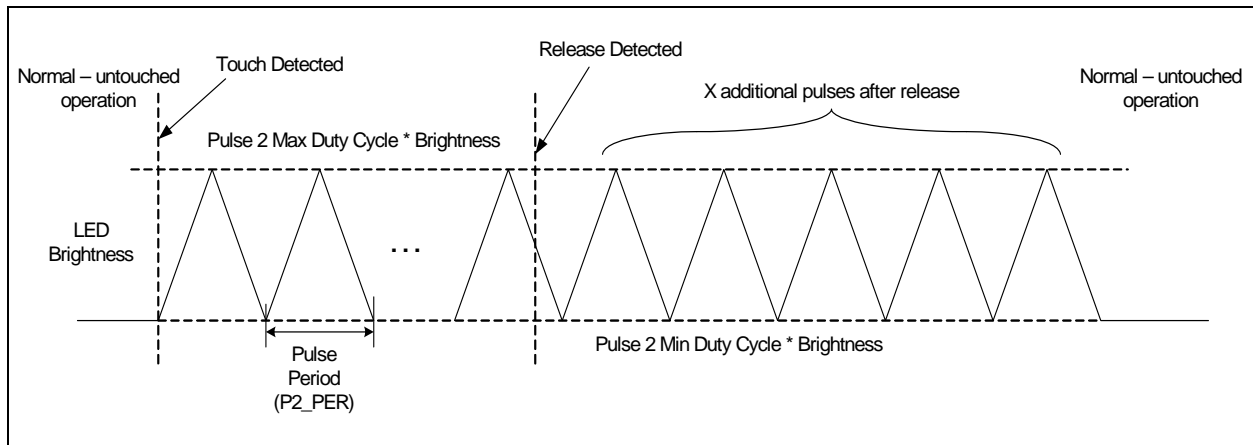 Normal – untouched
operation
Touch Detected
Release Detected
X additional pulses after release
Normal – untouched
operation
Pulse 2 Max Duty Cycle * Brightness
LED
Brightness
...
Pulse 2 Min Duty Cycle * Brightness
Pulse
Period
(P2_PER)